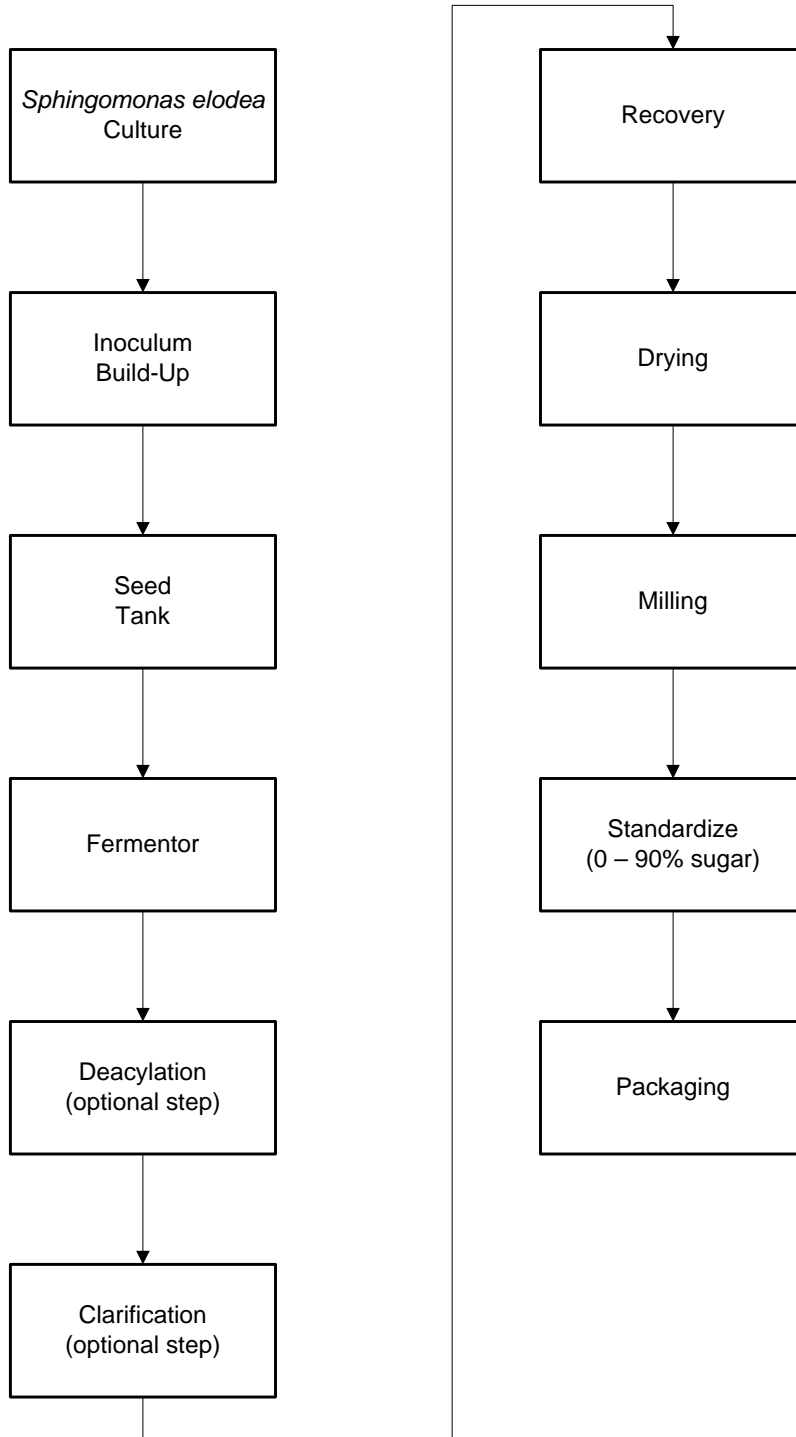 Sphingomonas elodea
Culture
Inoculum
Build-Up
Seed
Tank
Fermentor
Deacylation
(optional step)
Clarification
(optional step)
Recovery
Drying
Milling
Standardize
(0 – 90% sugar)
Packaging